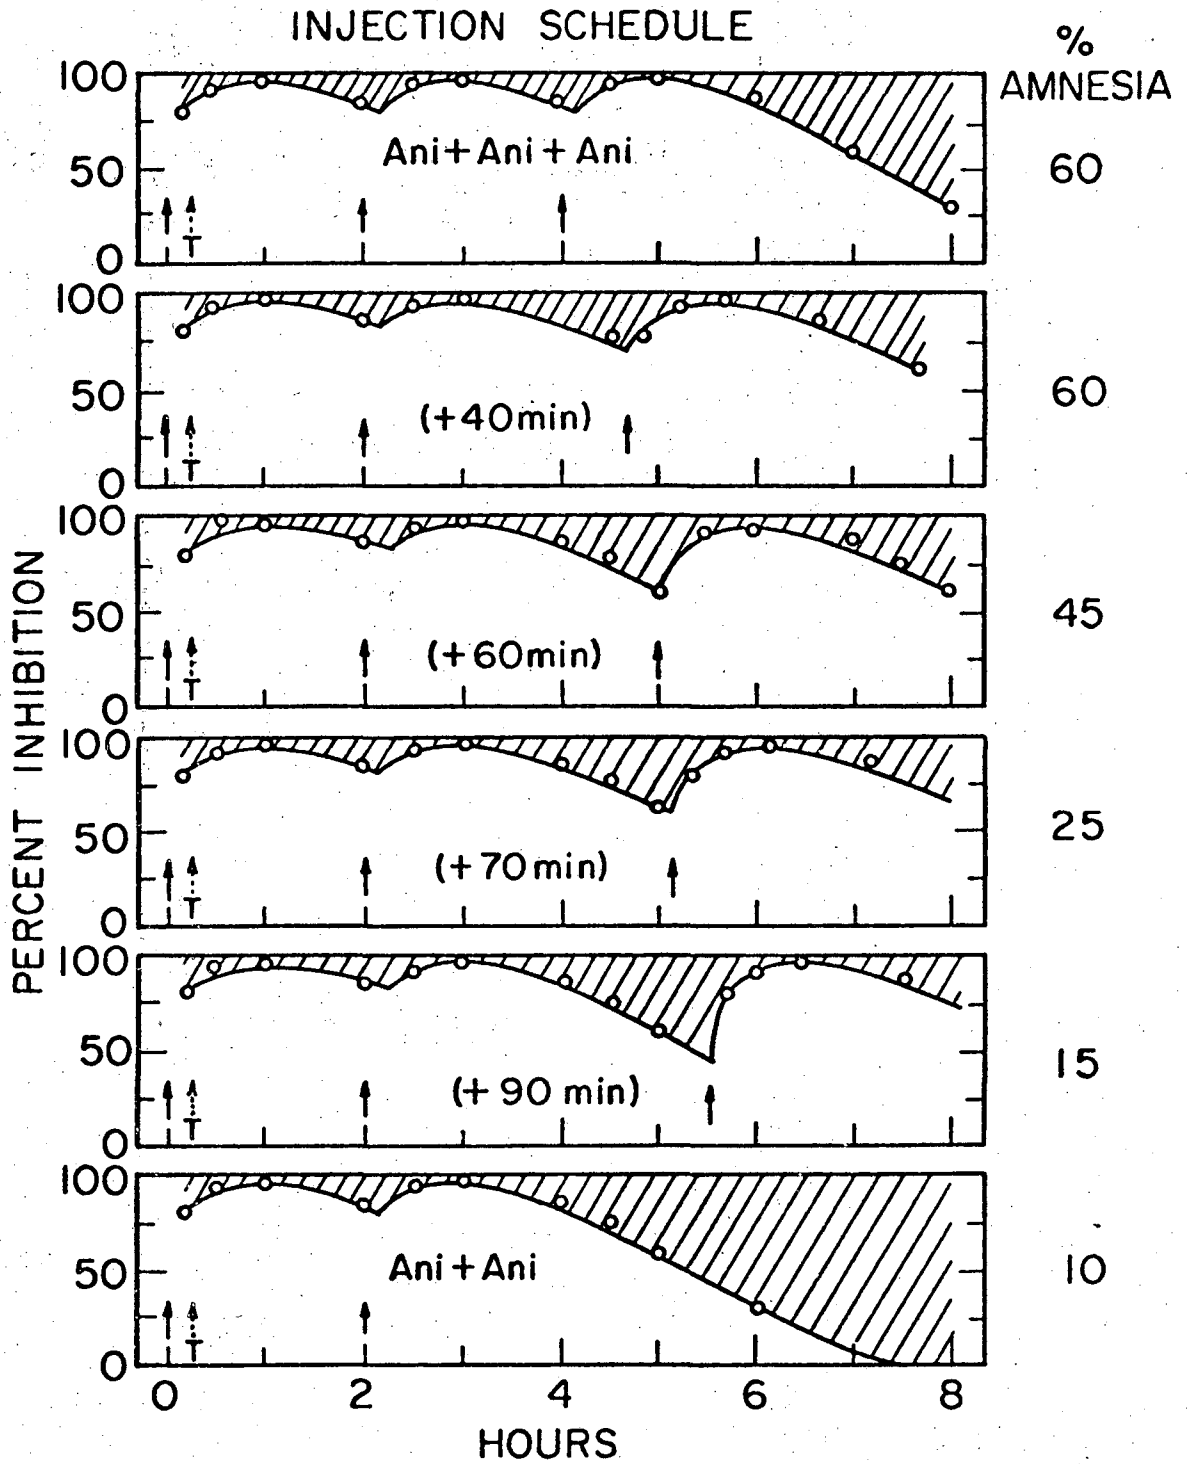 INJECTION SCHEDULE
% AMNESIA
100
50
0
Ani + Ani + Ani
T
60
100
50
0
(+40min)
T
60
100
50
0
(+60min)
T
45
100
50
0
(+70min)
T
25
100
50
0
(+ 90 min)
T
15
100
50
0
Ani + Ani
T
10
0 2 4 6 8
HOURS
PERCENT INHIBITION